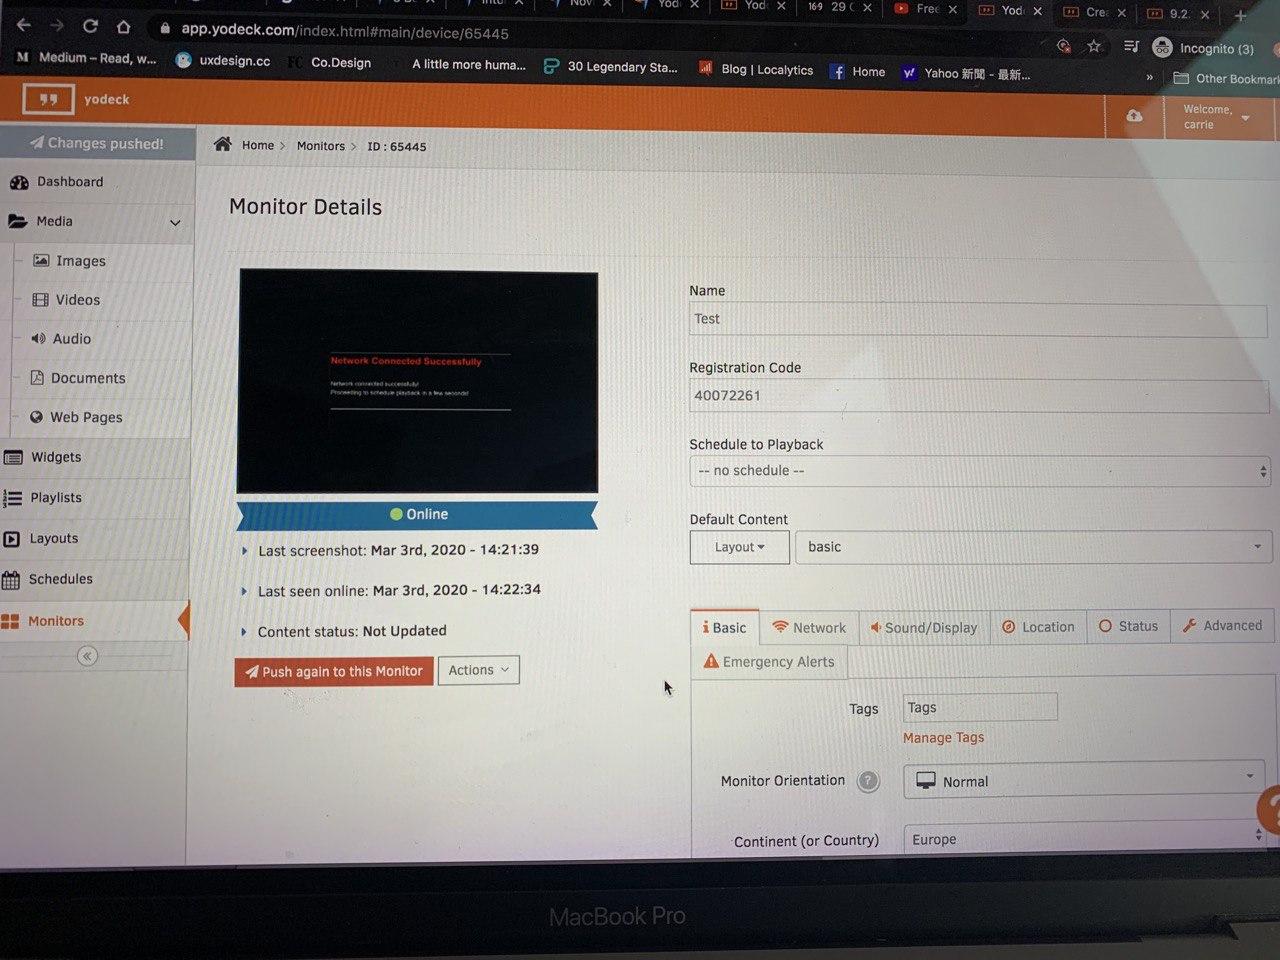 Yod
Yod
169
29 (
Free
Yod
Cre
9.2.
app.yodeck.com/index.html#main/device/65445
Incognito (3)
Medium – Read, w...
uxdesign.cc
Co.Design
A little more huma...
30 Legendary Sta...
Blog | Localytics
Home
Yahoo 新聞 - 最新...
»
Other Bookmar
yodeck
Welcome,
carrie
Changes pushed!
Home > Monitors > ID : 65445
Dashboard
Media
Images
Videos
Audio
Documents
Web Pages
Widgets
Playlists
Layouts
Schedules
Monitors
Monitor Details
Network Connected Successfully
Network connected successfully!
Proceeding to schedule playback in a few seconds!
Online
Last screenshot: Mar 3rd, 2020 - 14:21:39
Last seen online: Mar 3rd, 2020 - 14:22:34
Content status: Not Updated
Push again to this Monitor
Actions
Name
Test
Registration Code
40072261
Schedule to Playback
-- no schedule --
Default Content
Layout
basic
Basic
Network
Sound/Display
Location
Status
Advanced
Emergency Alerts
Tags
Tags
Manage Tags
Monitor Orientation
?
Normal
Continent (or Country)
Europe
MacBook Pro